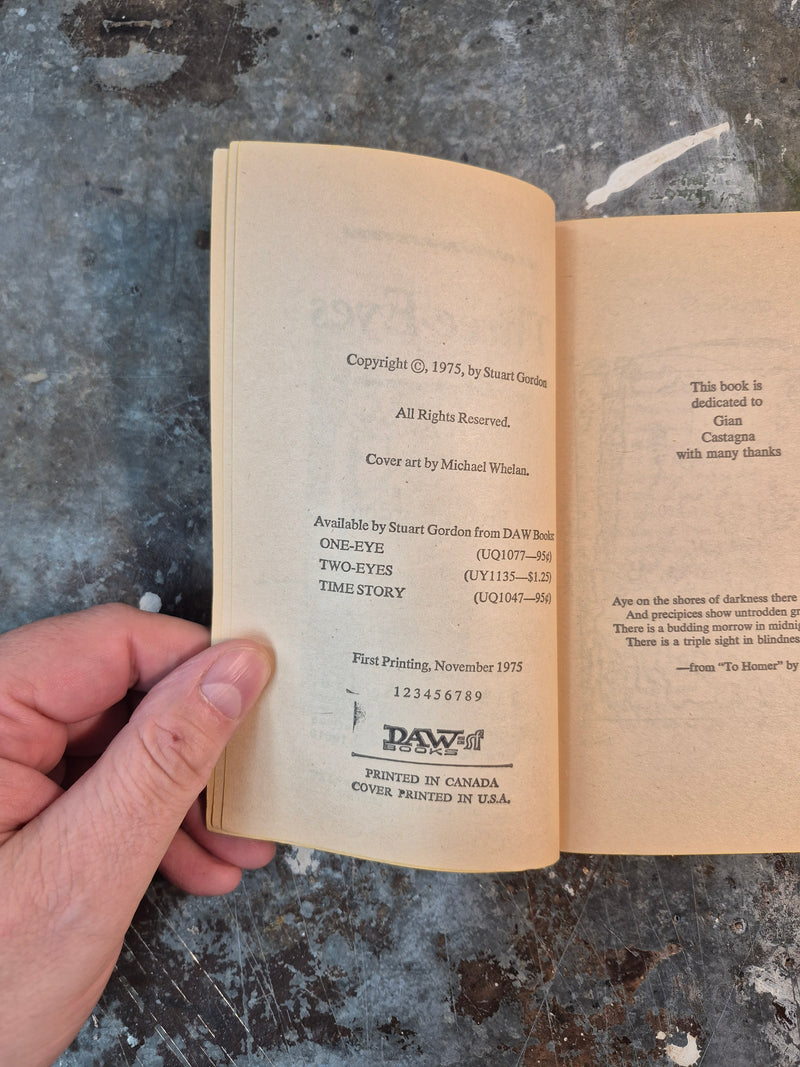 Copyright ©, 1975, by Stuart Gordon
All Rights Reserved.
Cover art by Michael Whelan.
Available by Stuart Gordon from DAW Books
ONE-EYE (UQ1077—95¢)
TWO-EYES (UY1135—$1.25)
TIME STORY (UQ1047—95¢)
First Printing, November 1975
1 2 3 4 5 6 7 8 9
DAW=sf
BOOKS
PRINTED IN CANADA
COVER PRINTED IN U.S.A.
This book is
dedicated to
Gian
Castagna
with many thanks
Aye on the shores of darkness there
And precipices show untrodden
There is a budding morrow in
There is a triple sight in blindness
—from "To Homer" by